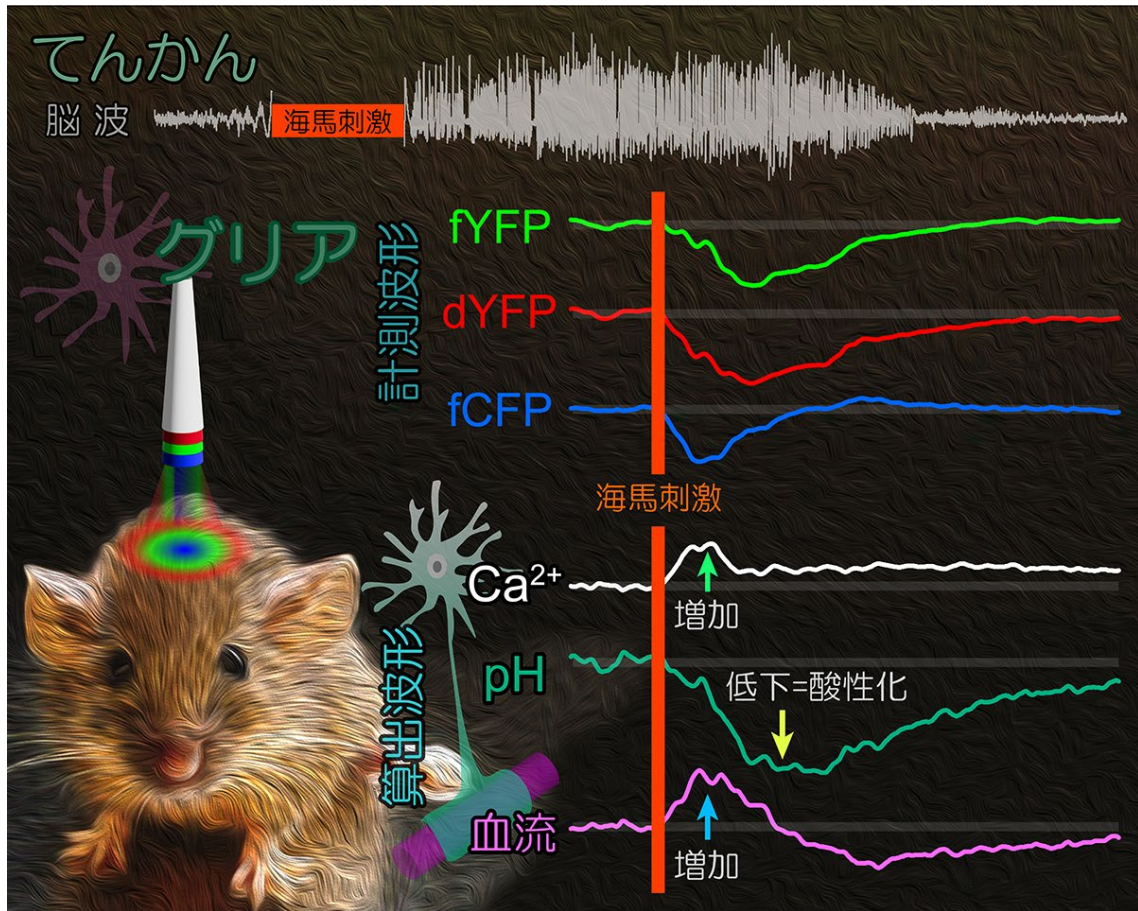 てんかん
脳波
海馬刺激
グリア
計測波形
fYFP
dYFP
fCFP
海馬刺激
算出波形
Ca²⁺
増加
pH
低下=酸性化
血流
増加